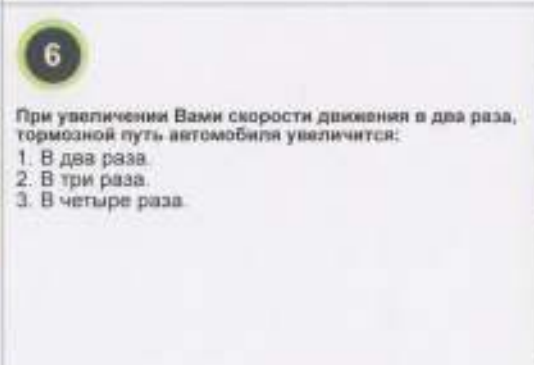 6
При увеличении Вами скорости движения в два раза,
тормозной путь автомобиля увеличится:
1. В два раза.
2. В три раза.
3. В четыре раза.